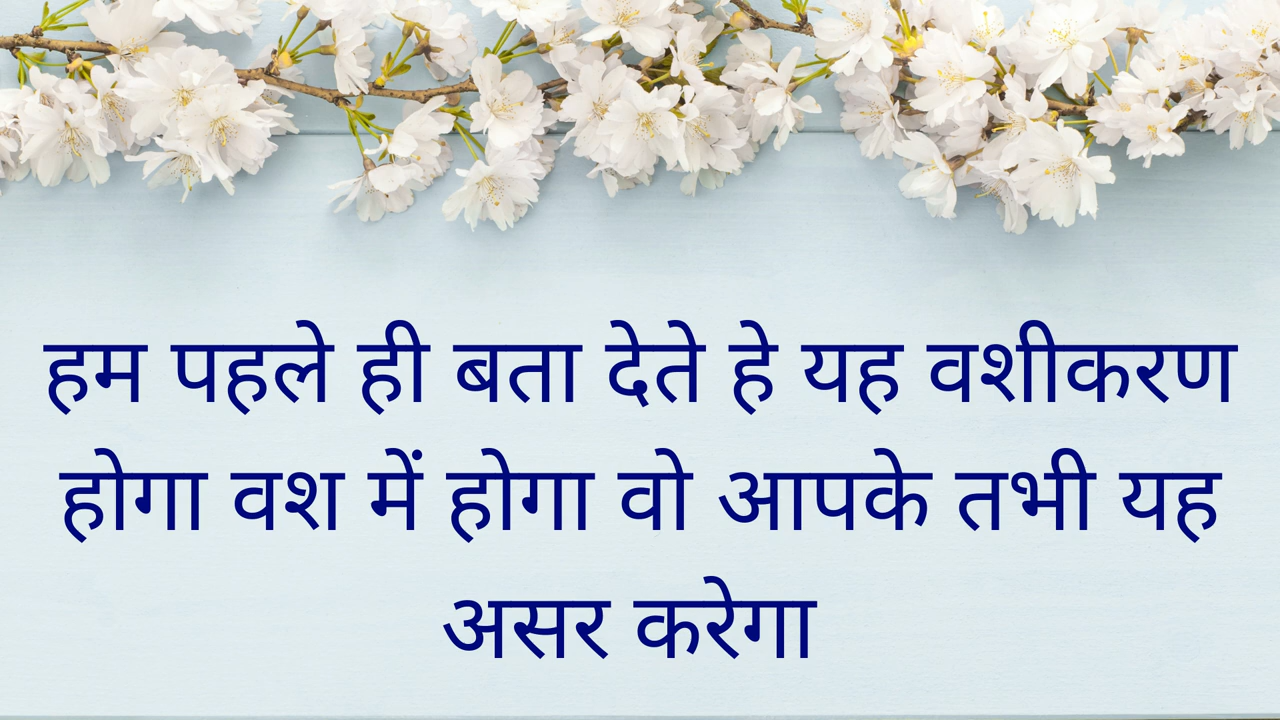 हम पहले ही बता देते हे यह वशीकरण
होगा वश में होगा वो आपके तभी यह
असर करेगा